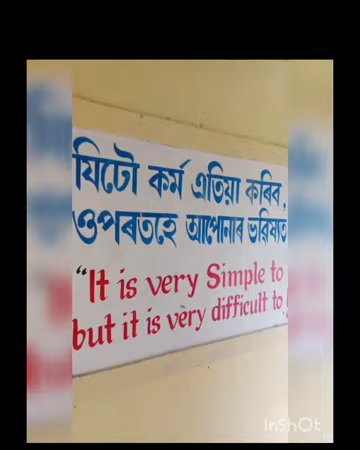 যিটো কৰ্ম এতিয়া কৰিব,
ওপৰতহে আপোনাৰ ভৱিষ্যত
“It is very Simple to
but it is very difficult to
InShOt